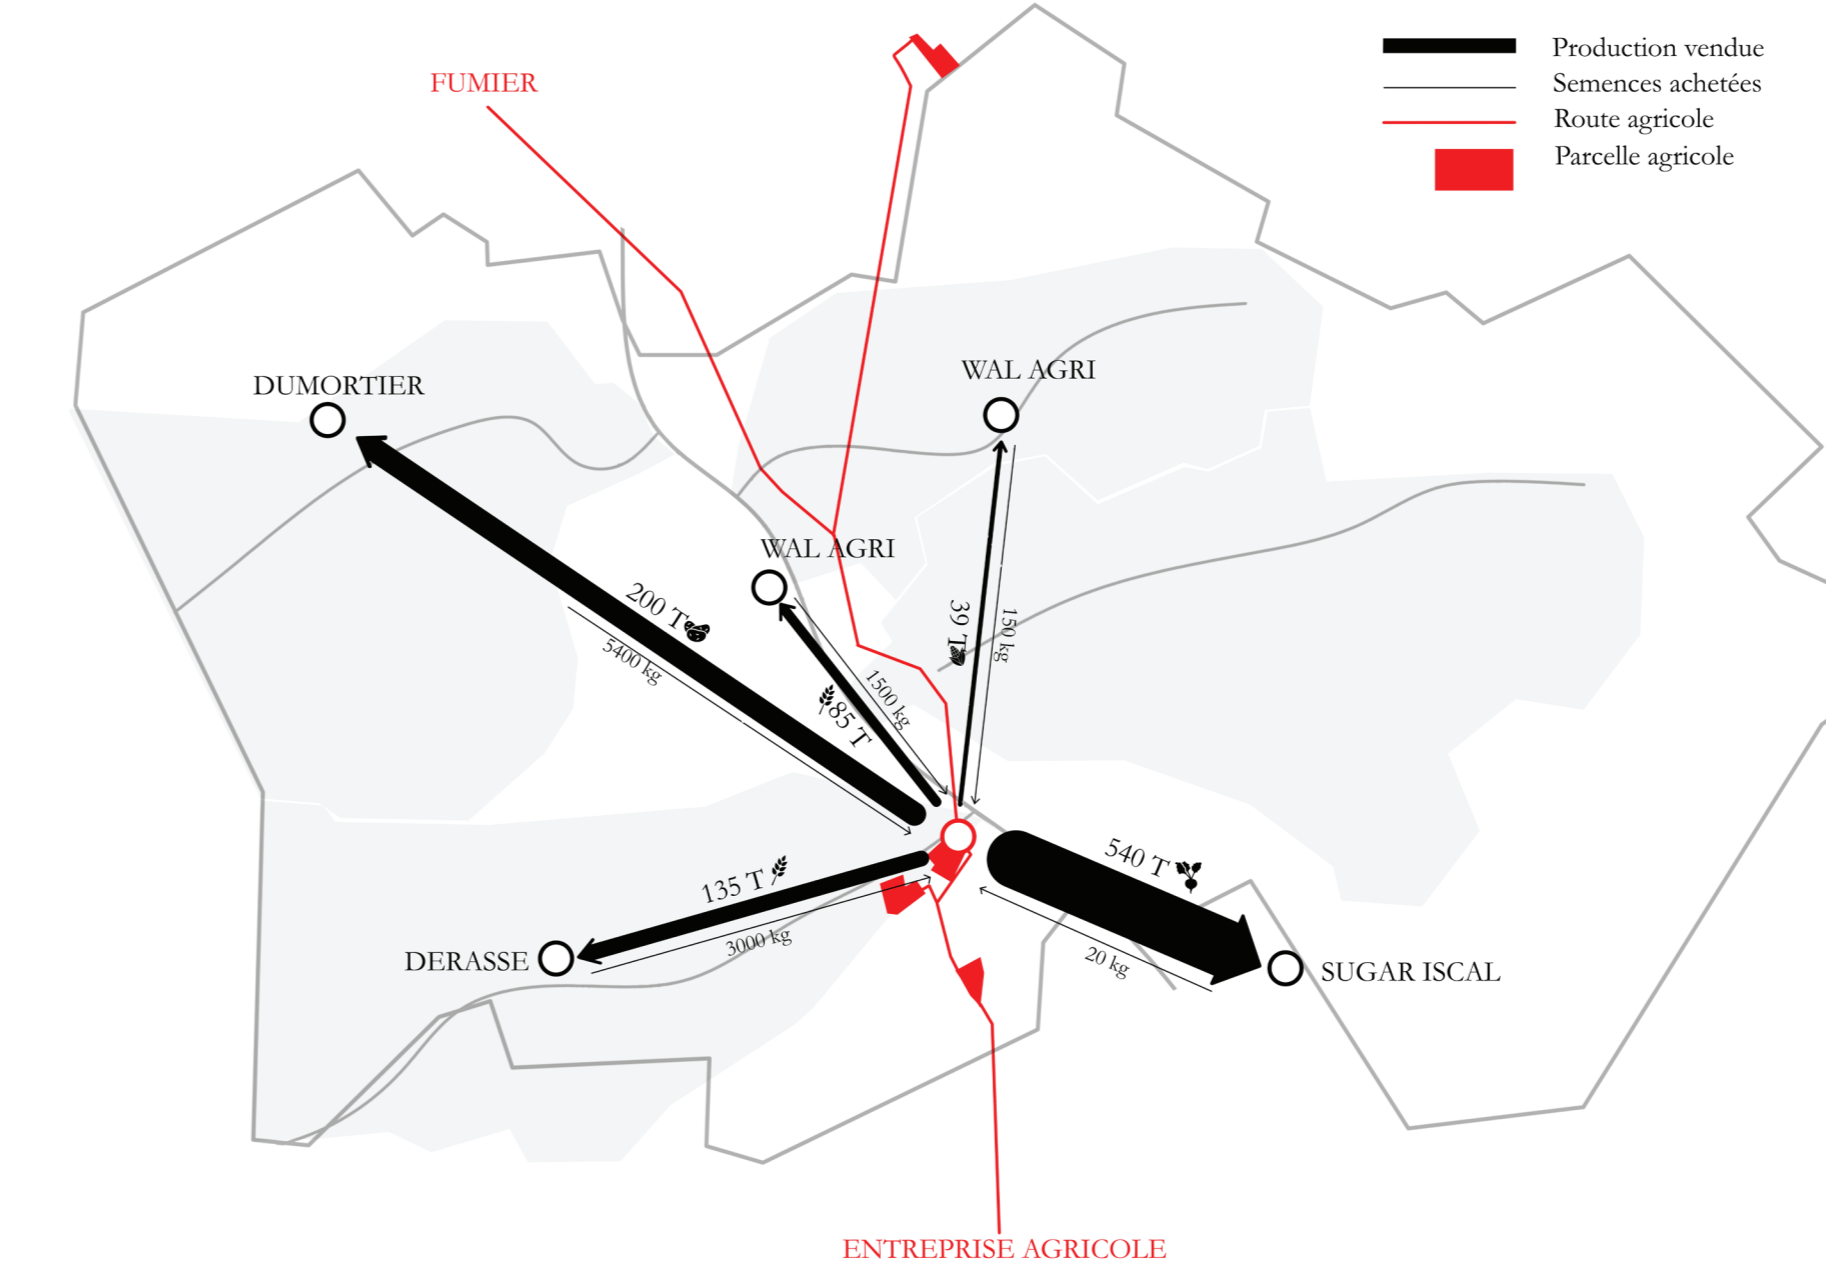 Production vendue
Semences achetées
Route agricole
Parcelle agricole
FUMIER
DUMORTIER
WAL AGRI
WAL AGRI
200 T
5400 kg
85 T
1500 kg
39 T
150 kg
135 T
3000 kg
DERASSE
540 T
20 kg
SUGAR ISCAL
ENTREPRISE AGRICOLE